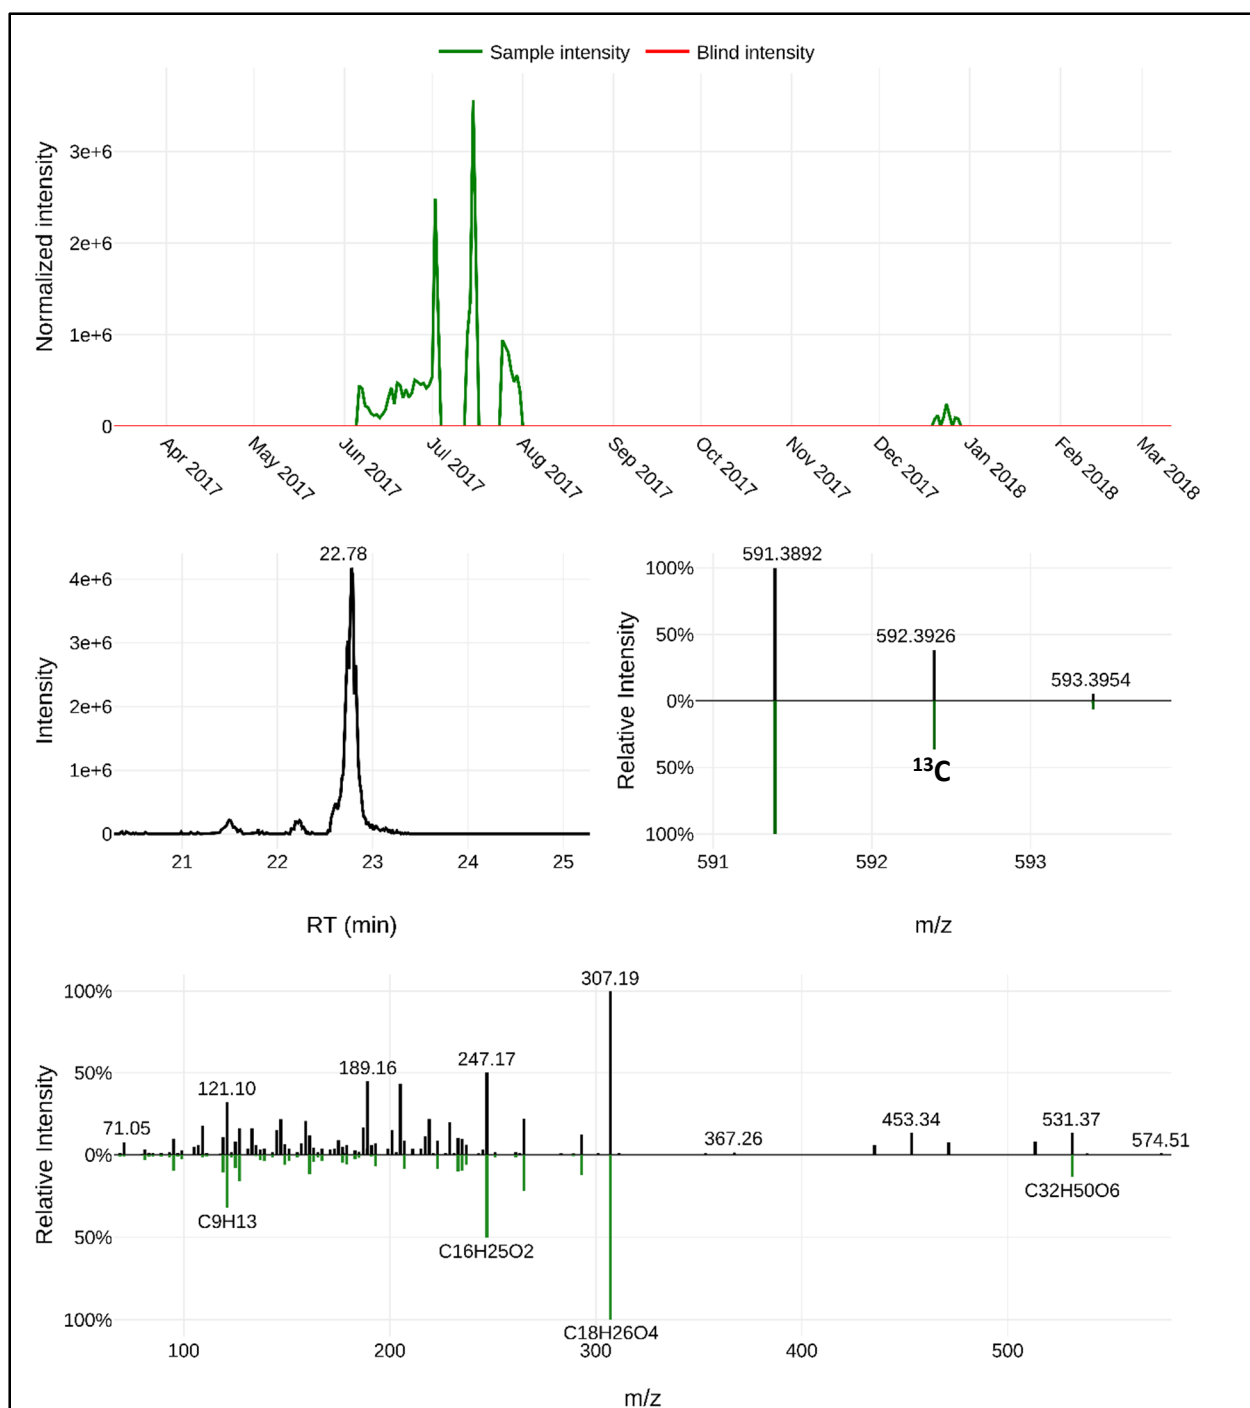 Sample intensity Blind intensity
Normalized intensity
3e+6
2e+6
1e+6
0
Apr 2017 May 2017 Jun 2017 Jul 2017 Aug 2017 Sep 2017 Oct 2017 Nov 2017 Dec 2017 Jan 2018 Feb 2018 Mar 2018
Intensity
22.78
4e+6
3e+6
2e+6
1e+6
0
21 22 23 24 25
RT (min)
Relative Intensity
591.3892
100%
592.3926
50%
593.3954
0%
50%
¹³C
100%
591 592 593
m/z
Relative Intensity
307.19
100%
247.17
50%
189.16
121.10
71.05
453.34
531.37
367.26
574.51
0%
C32H50O6
C9H13
50%
C16H25O2
100%
C18H26O4
100 200 300 400 500
m/z